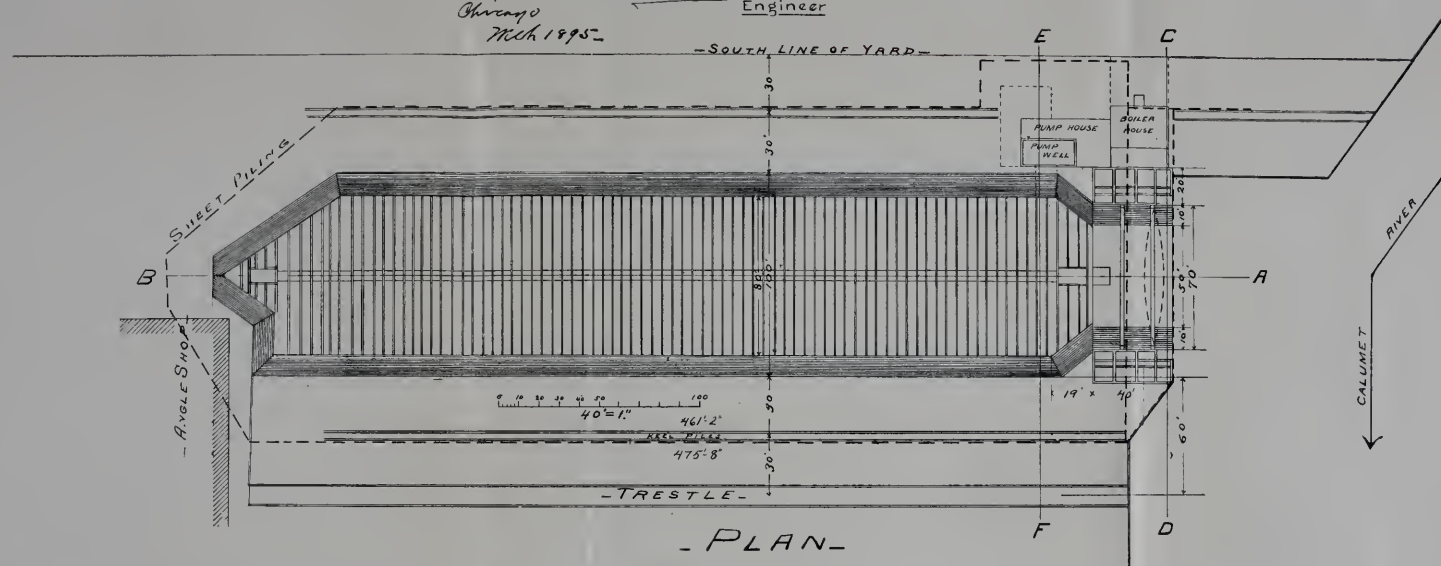 Chicago
Mch 1895
Engineer
-SOUTH LINE OF YARD-
E
C
30
30'
PUMP HOUSE
BOILER HOUSE
PUMP WELL
SHEET PILING
20'
10'
RIVER
B
80'
100'
50'
70'
A
10'
-ANGLE SHOP-
CALUMET
0 10 20 30 40 50 100
40'=1."
461'-2"
19' × 40'
60'
KEEL PILES
475'-8"
30'
-TRESTLE-
F
D
-PLAN-